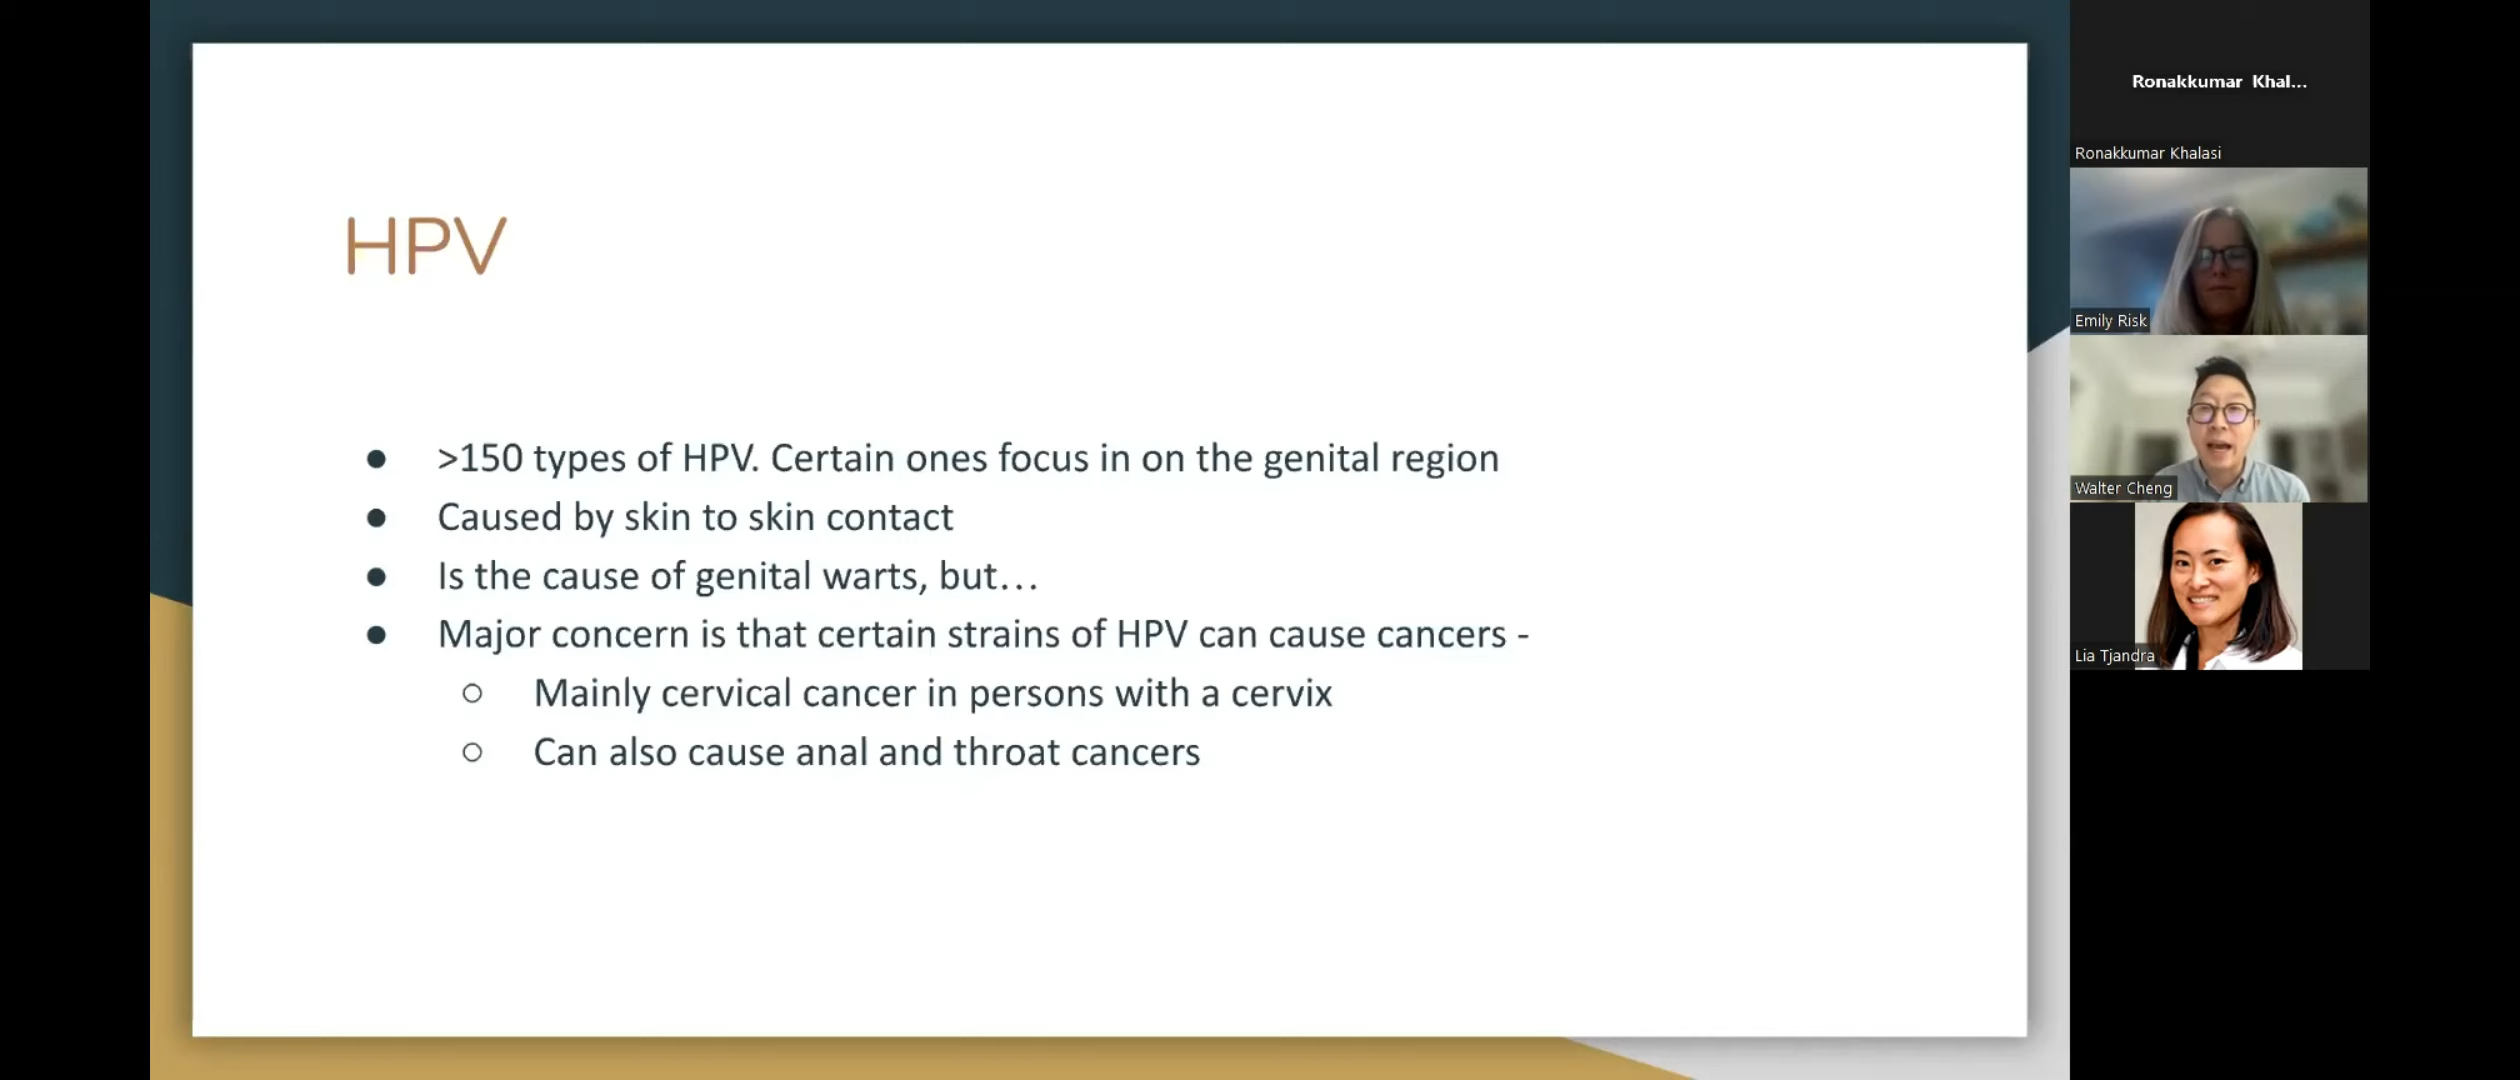 HPV
>150 types of HPV. Certain ones focus in on the genital region
Caused by skin to skin contact
Is the cause of genital warts, but…
Major concern is that certain strains of HPV can cause cancers -
Mainly cervical cancer in persons with a cervix
Can also cause anal and throat cancers
Ronakkumar Khal...
Ronakkumar Khalasi
Emily Risk
Walter Cheng
Lia Tjandra